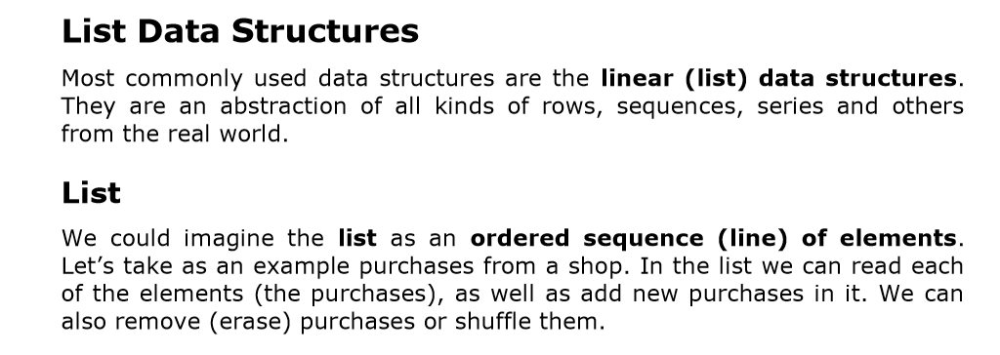 List Data Structures
Most commonly used data structures are the linear (list) data structures.
They are an abstraction of all kinds of rows, sequences, series and others
from the real world.
List
We could imagine the list as an ordered sequence (line) of elements.
Let’s take as an example purchases from a shop. In the list we can read each
of the elements (the purchases), as well as add new purchases in it. We can
also remove (erase) purchases or shuffle them.